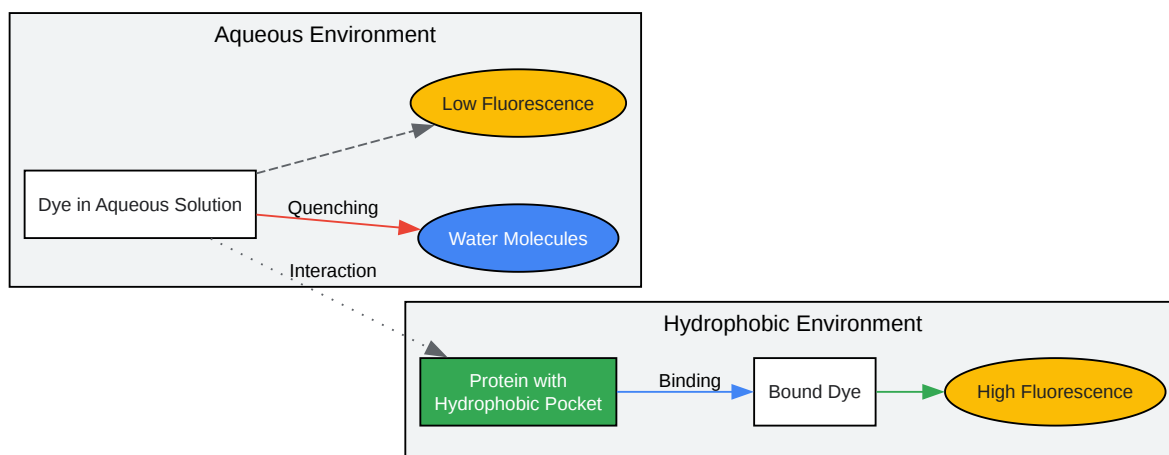 Aqueous Environment
Low Fluorescence
Dye in Aqueous Solution
Quenching
Water Molecules
Interaction
Hydrophobic Environment
Protein with
Hydrophobic Pocket
Binding
Bound Dye
High Fluorescence